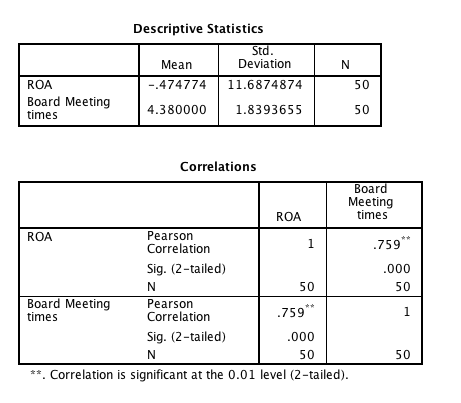 Descriptive Statistics
Mean Std. Deviation N
ROA -.474774 11.6874874 50
Board Meeting times 4.380000 1.8393655 50
Correlations
ROA Board Meeting times
ROA Pearson Correlation 1 .759**
Sig. (2-tailed) .000
N 50 50
Board Meeting times Pearson Correlation .759** 1
Sig. (2-tailed) .000
N 50 50
**. Correlation is significant at the 0.01 level (2-tailed).